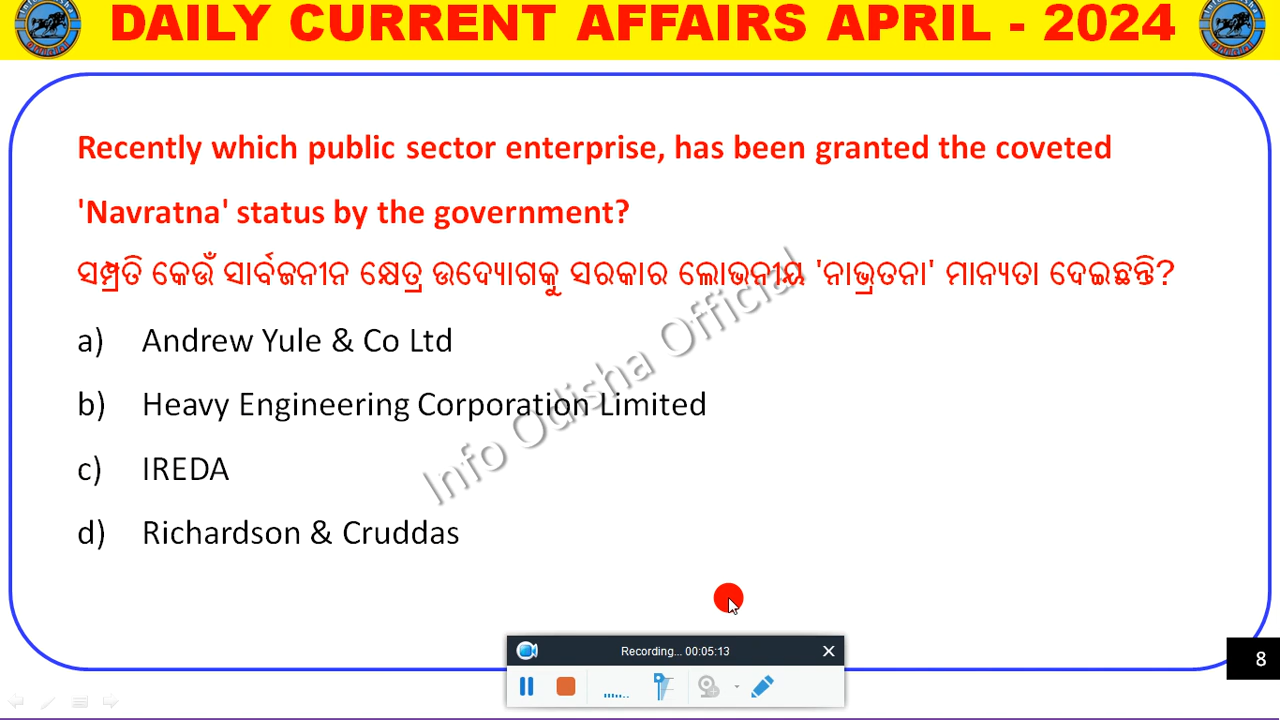 DAILY CURRENT AFFAIRS APRIL - 2024
Recently which public sector enterprise, has been granted the coveted
'Navratna' status by the government?
ସମ୍ପ୍ରତି କେଉଁ ସାର୍ବଜନୀନ କ୍ଷେତ୍ର ଉଦ୍ୟୋଗକୁ ସରକାର ଲୋଭନୀୟ 'ନାଭ୍ରତନା' ମାନ୍ୟତା ଦେଇଛନ୍ତି?
a) Andrew Yule & Co Ltd
b) Heavy Engineering Corporation Limited
c) IREDA
d) Richardson & Cruddas
Info Odisha Official
Recording... 00:05:13
8